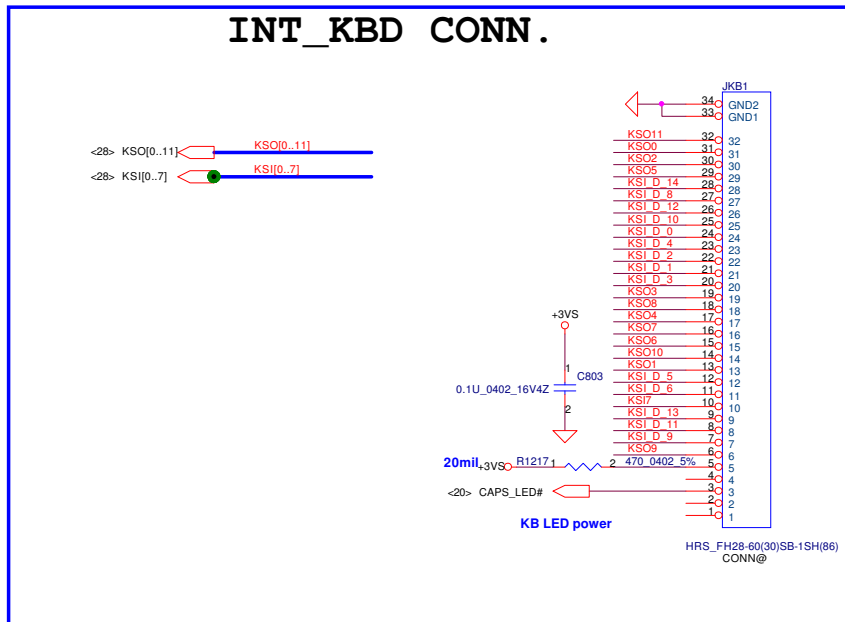 INT_KBD CONN.
JKB1
34 GND2
33 GND1
<28> KSO[0..11] KSO[0..11]
<28> KSI[0..7] KSI[0..7]
KSO11 32 32
KSO0 31 31
KSO2 30 30
KSO5 29 29
KSI_D_14 28 28
KSI_D_8 27 27
KSI_D_12 26 26
KSI_D_10 25 25
KSI_D_0 24 24
KSI_D_4 23 23
KSI_D_2 22 22
KSI_D_1 21 21
KSI_D_3 20 20
KSO3 19 19
KSO8 18 18
KSO4 17 17
KSO7 16 16
KSO6 15 15
KSO10 14 14
KSO1 13 13
KSI_D_5 12 12
KSI_D_6 11 11
KSI7 10 10
KSI_D_13 9 9
KSI_D_11 8 8
KSI_D_9 7 7
KSO9 6 6
+3VS
1
C803
0.1U_0402_16V4Z
2
20mil +3VS R1217 1 2 470_0402_5% 5 5
4 4
<20> CAPS_LED# 3 3
2 2
1 1
KB LED power
HRS_FH28-60(30)SB-1SH(86)
CONN@